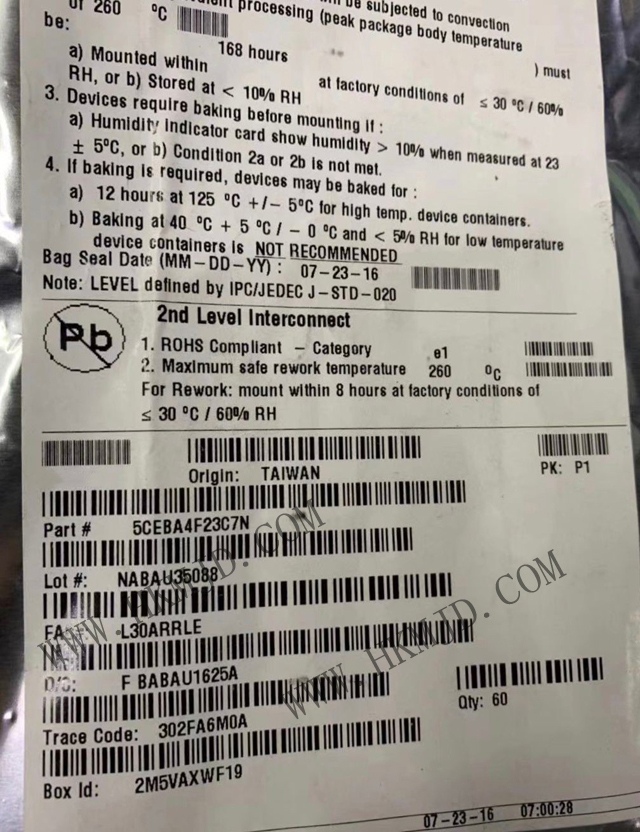 be subjected to convection
processing (peak package body temperature
of 260 °C
) must
be:
168 hours
a) Mounted within
at factory conditions of ≤ 30 °C / 60%
RH, or b) Stored at < 10% RH
3. Devices require baking before mounting if :
a) Humidity Indicator card show humidity > 10% when measured at 23
± 5°C, or b) Condition 2a or 2b is not met.
4. If baking is required, devices may be baked for :
a) 12 hours at 125 °C +/- 5°C for high temp. device containers.
b) Baking at 40 °C + 5 °C / - 0 °C and < 5% RH for low temperature
device containers is NOT RECOMMENDED
Bag Seal Date (MM-DD-YY) : 07-23-16
Note: LEVEL defined by IPC/JEDEC J-STD-020
Pb
2nd Level Interconnect
1. ROHS Compliant - Category e1
2. Maximum safe rework temperature 260 °C
For Rework: mount within 8 hours at factory conditions of
≤ 30 °C / 60% RH
Origin: TAIWAN
PK: P1
Part # 5CEBA4F23C7N
Lot #: NABAU35088
L30ARRLE
D/C: F BABAU1625A
Qty: 60
Trace Code: 302FA6M0A
Box Id: 2M5VAXWF19
07-23-16 07:00:28
WWW.HKMJD.COM
WWW.HKMJD.COM